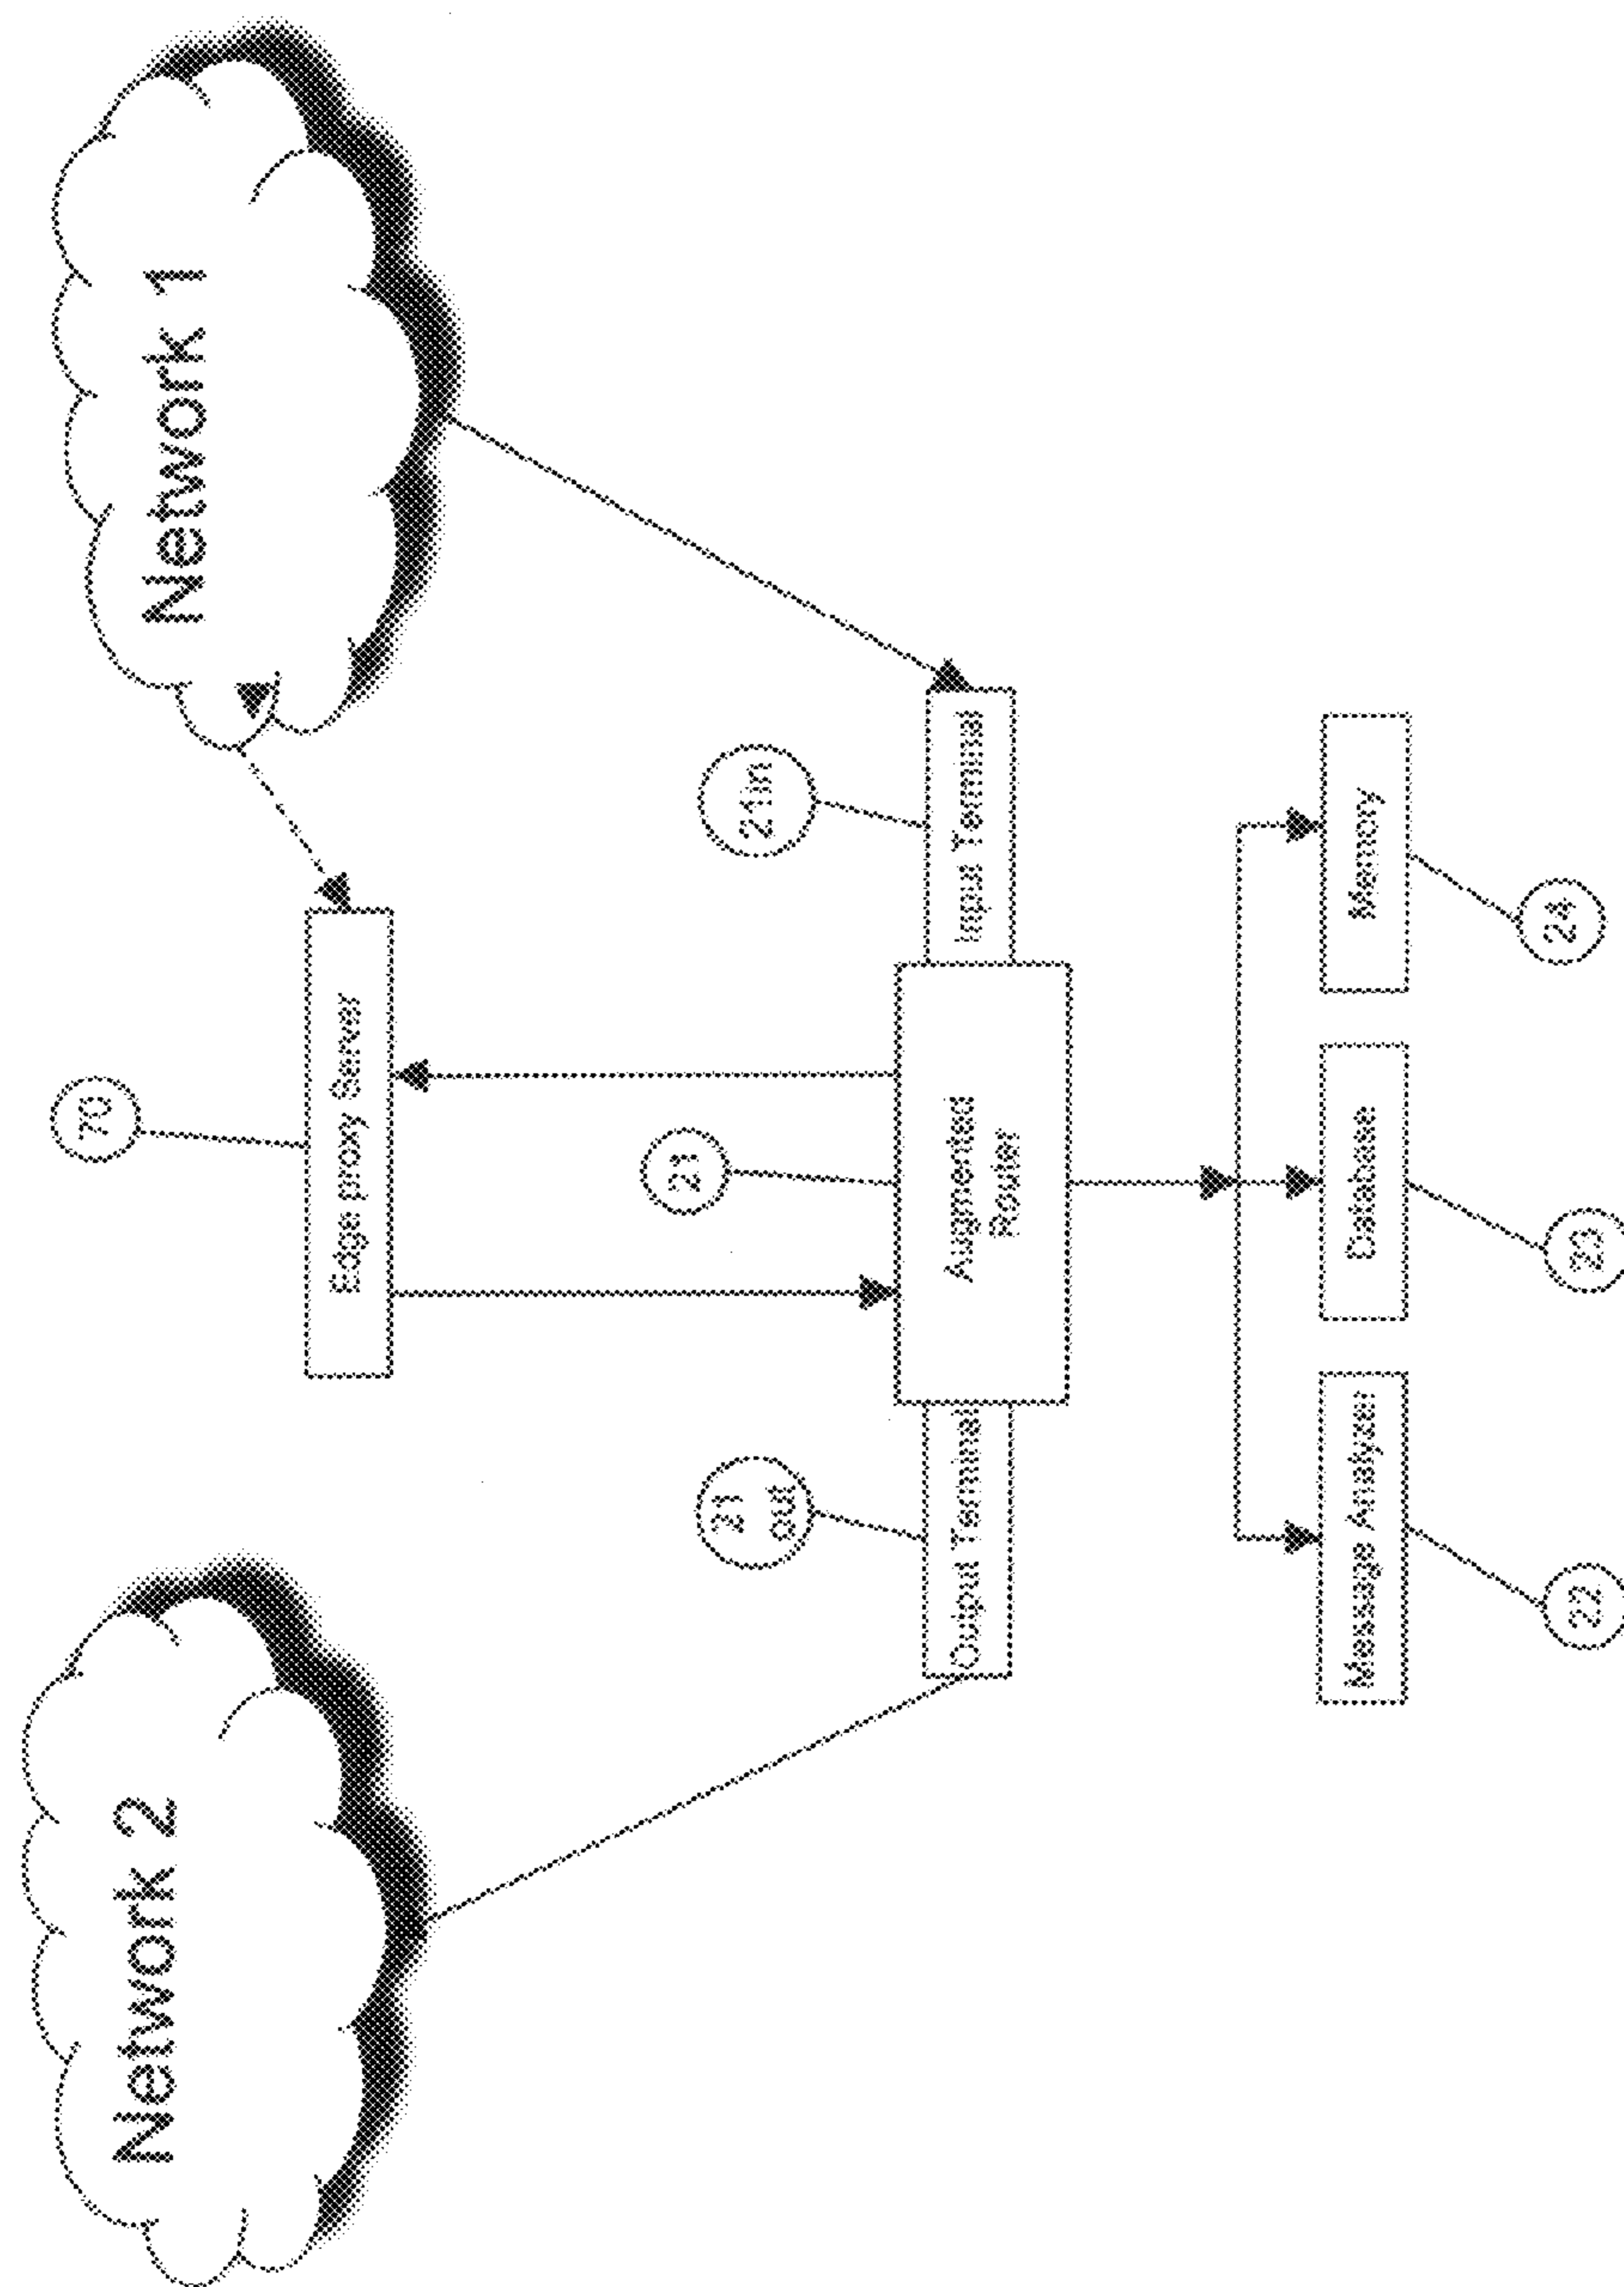 Network 2
70
Network 1
Edge proxy Server
21
21
out
21in
Output Terminal
Augmented
Router
Input Terminal
Message Analyzer
Database
Memory
22
23
24